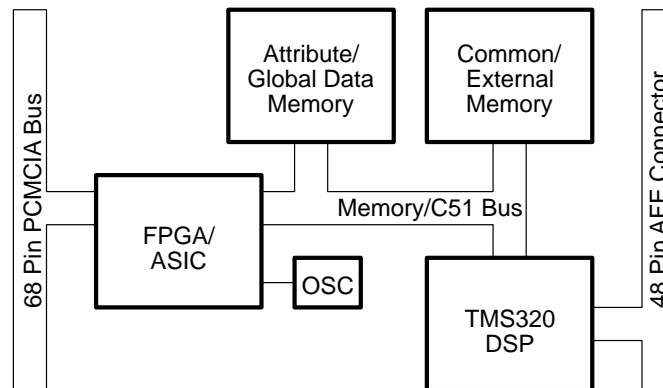 Attribute/
Global Data
Memory
Common/
External
Memory
68 Pin PCMCIA Bus
48 Pin AFE Connector
Memory/C51 Bus
FPGA/
ASIC
OSC
TMS320
DSP